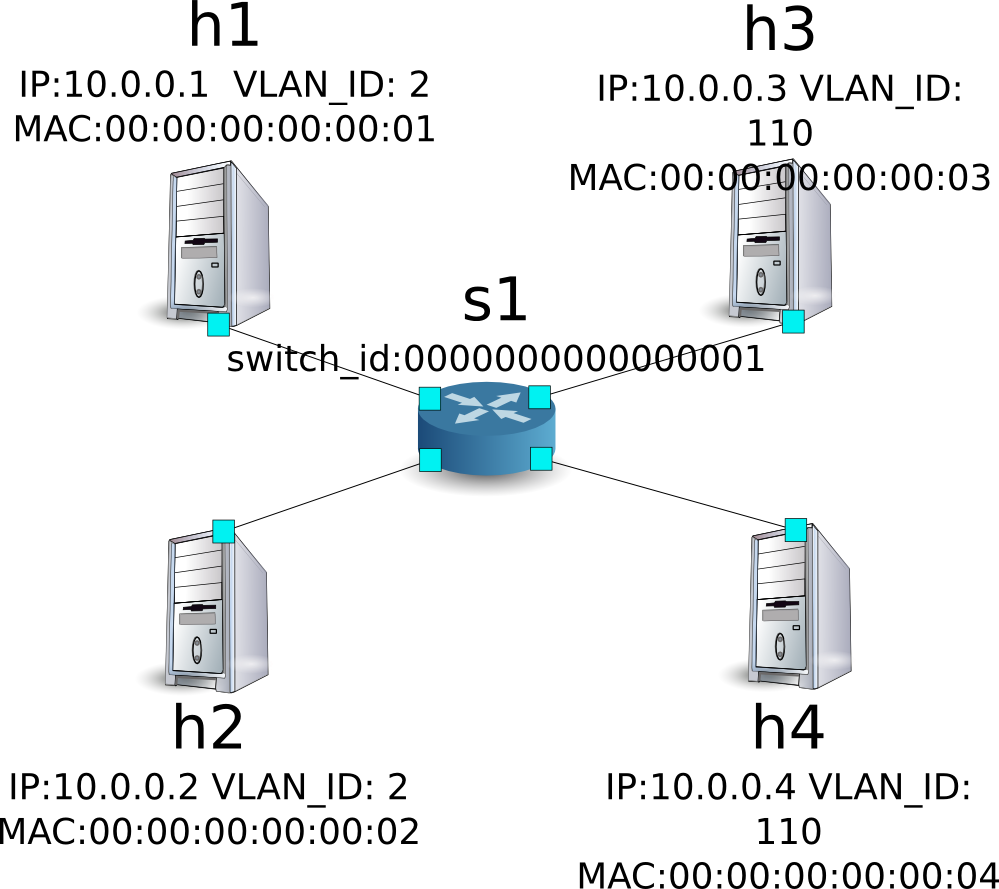 h1
IP:10.0.0.1  VLAN_ID: 2
MAC:00:00:00:00:00:01
h3
IP:10.0.0.3 VLAN_ID:
110
MAC:00:00:00:00:00:03
s1
switch_id:0000000000000001
h2
IP:10.0.0.2 VLAN_ID: 2
MAC:00:00:00:00:00:02
h4
IP:10.0.0.4 VLAN_ID:
110
MAC:00:00:00:00:00:04